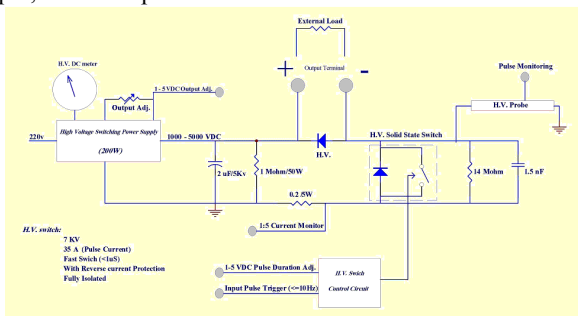 External Load
H.V. DC meter
Output Terminal
+
-
Pulse Monitoring
1 - 5 VDC Output Adj.
Output Adj.
H.V. Probe
220v
High Voltage Switching Power Supply
(200W)
1000 - 5000 VDC
H.V.
H.V. Solid State Switch
2 uF/5Kv
1 Mohm/50W
14 Mohm
1.5 nF
0.2 /5W
1:5 Current Monitor
H.V. switch:
7 KV
35 A (Pulse Current)
Fast Swich (<1uS)
With Reverse current Protection
Fully Isolated
1-5 VDC Pulse Duration Adj.
Input Pulse Trigger (<=10Hz)
H.V. Swich
Control Circuit